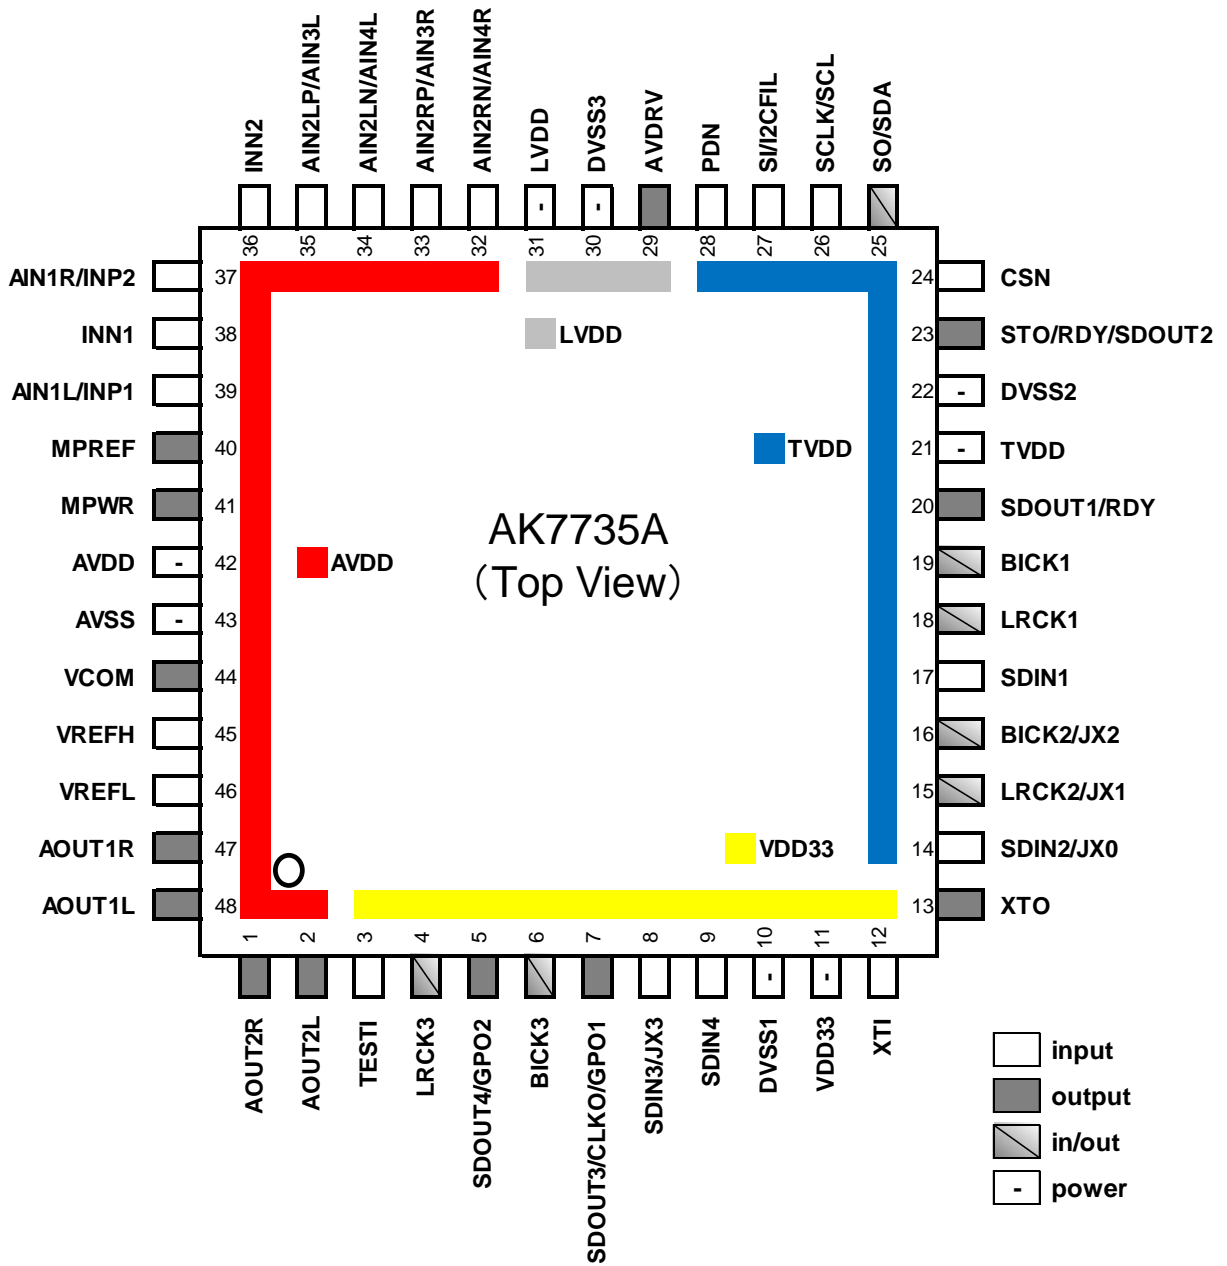 INN2
AIN2LP/AIN3L
AIN2LN/AIN4L
AIN2RP/AIN3R
AIN2RN/AIN4R
LVDD
DVSS3
AVDRV
PDN
SI/I2CFIL
SCLK/SCL
SO/SDA
- -
36 35 34 33 32 31 30 29 28 27 26 25
AIN1R/INP2 37 24 CSN
INN1 38 LVDD 23 STO/RDY/SDOUT2
AIN1L/INP1 39 22 - DVSS2
MPREF 40 TVDD 21 - TVDD
MPWR 41 20 SDOUT1/RDY
AK7735A
AVDD - 42 AVDD 19 BICK1
(Top View)
AVSS - 43 18 LRCK1
VCOM 44 17 SDIN1
VREFH 45 16 BICK2/JX2
VREFL 46 15 LRCK2/JX1
AOUT1R 47 VDD33 14 SDIN2/JX0
AOUT1L 48 13 XTO
1 2 3 4 5 6 7 8 9 10 11 12
- -
AOUT2R
AOUT2L
TESTI
LRCK3
SDOUT4/GPO2
BICK3
SDOUT3/CLKO/GPO1
SDIN3/JX3
SDIN4
DVSS1
VDD33
XTI
input
output
in/out
- power